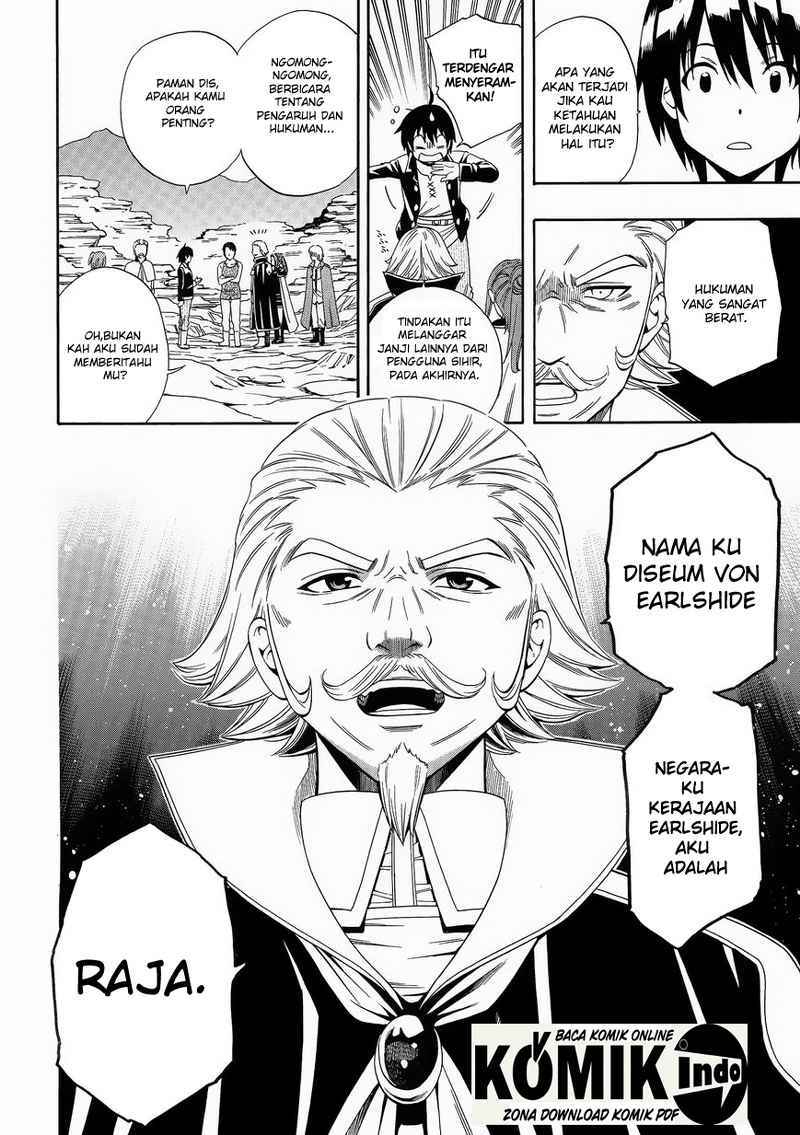 APA YANG
AKAN TERJADI
JIKA KAU
KETAHUAN
MELAKUKAN
HAL ITU?
HUKUMAN
YANG SANGAT
BERAT.
ITU
TERDENGAR
MENYERAM-
KAN!
TINDAKAN ITU
MELANGGAR
JANJI LAINNYA DARI
PENGGUNA SIHIR,
PADA AKHIRNYA.
NGOMONG-
NGOMONG,
BERBICARA
TENTANG
PENGARUH DAN
HUKUMAN...
PAMAN DIS,
APAKAH KAMU
ORANG
PENTING?
OH,BUKAN
KAH AKU SUDAH
MEMBERITAHU
MU?
NAMA KU
DISEUM VON
EARLSHIDE
NEGARA-
KU
KERAJAAN
EARLSHIDE,
AKU
ADALAH
RAJA.
BACA KOMIK ONLINE
KOMIK Indo
ZONA DOWNLOAD KOMIK PDF